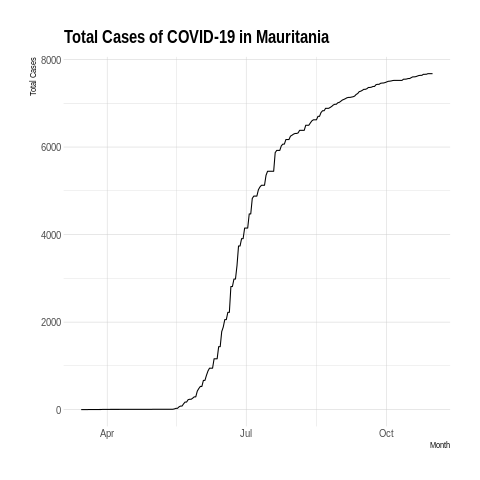 Total Cases of COVID-19 in Mauritania
Total Cases
8000
6000
4000
2000
0
Apr
Jul
Oct
Month